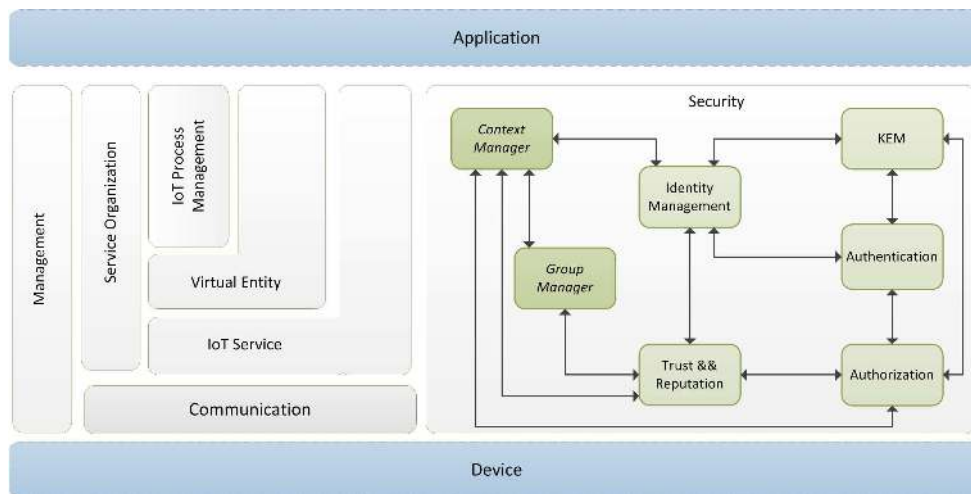 Application
Management
Service Organization
IoT Process
Management
Virtual Entity
IoT Service
Communication
Security
Context
Manager
KEM
Identity
Management
Authentication
Group
Manager
Trust &&
Reputation
Authorization
Device